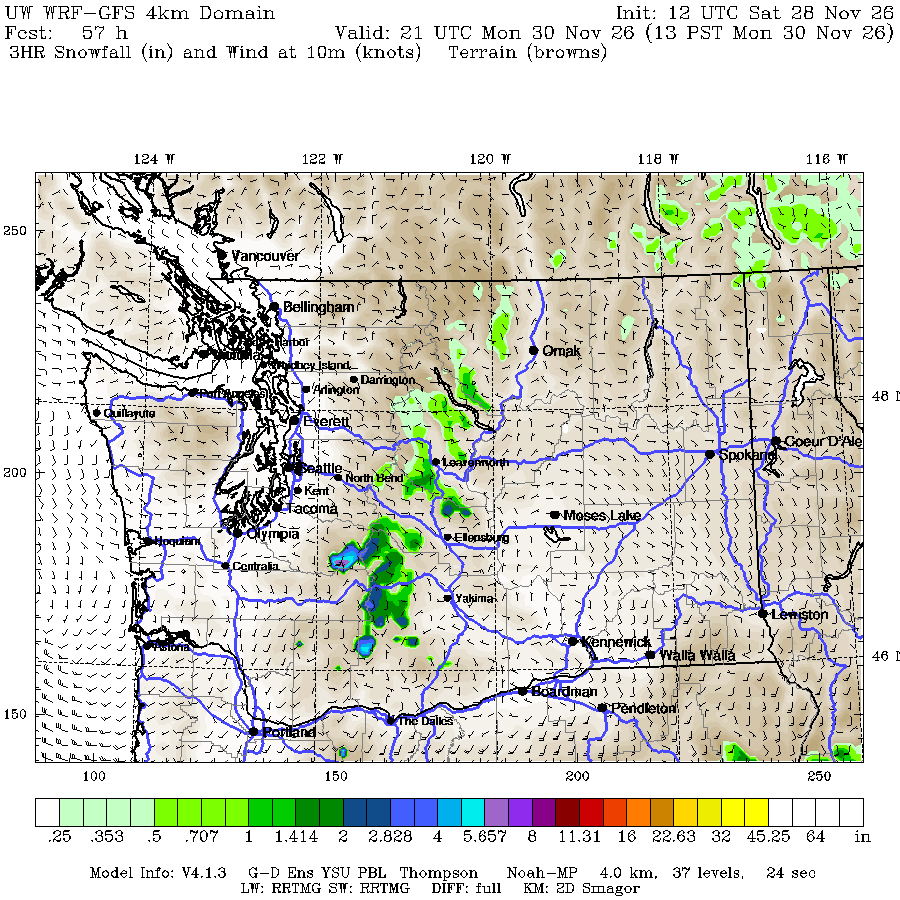 UW WRF-GFS 4km Domain Init: 12 UTC Sat 28 Nov 26
Fcst: 57 h Valid: 21 UTC Mon 30 Nov 26 (13 PST Mon 30 Nov 26)
3HR Snowfall (in) and Wind at 10m (knots) Terrain (browns)
124 W 122 W 120 W 118 W 116 W
250
Vancouver
Bellingham
Whidbey Island
Omak
Darrington
Arlington
Port Angeles
48 N
Quillayute
Everett
Coeur D'Ale
Spokane
Leavenworth
200
Seattle
North Bend
Kent
Tacoma
Moses Lake
Olympia
Hoquiam
Ellensburg
Centralia
Yakima
Lewiston
Kennewick
Astoria
Walla Walla
46 N
Boardman
Pendleton
150
The Dalles
Portland
100 150 200 250
.25 .353 .5 .707 1 1.414 2 2.828 4 5.657 8 11.31 16 22.63 32 45.25 64 in
Model Info: V4.1.3 G-D Ens YSU PBL Thompson Noah-MP 4.0 km, 37 levels, 24 sec
LW: RRTMG SW: RRTMG DIFF: full KM: 2D Smagor